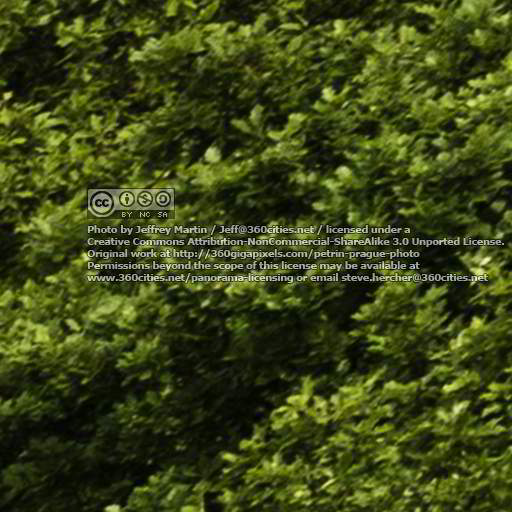 cc
BY NC SA
Photo by Jeffrey Martin / Jeff@360cities.net / licensed under a
Creative Commons Attribution-NonCommercial-ShareAlike 3.0 Unported License.
Original work at http://360gigapixels.com/petrin-prague-photo
Permissions beyond the scope of this license may be available at
www.360cities.net/panorama-licensing or email steve.hercher@360cities.net